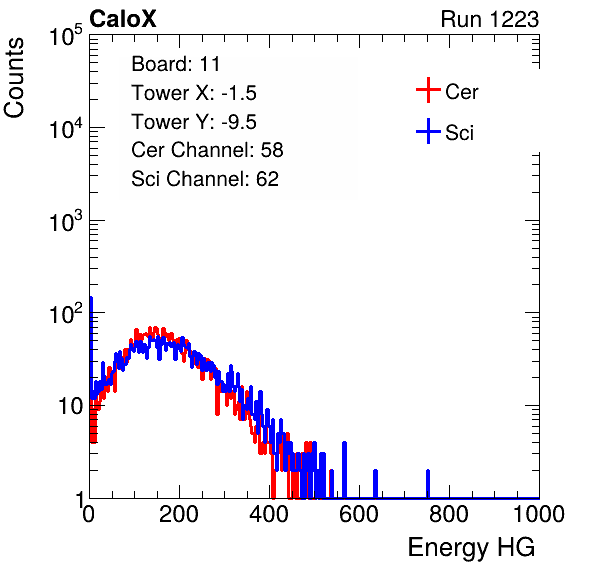 CaloX Run 1223
Counts
Board: 11
Tower X: -1.5
Tower Y: -9.5
Cer Channel: 58
Sci Channel: 62
Cer
Sci
10^5
10^4
10^3
10^2
10
1
0 200 400 600 800 1000
Energy HG